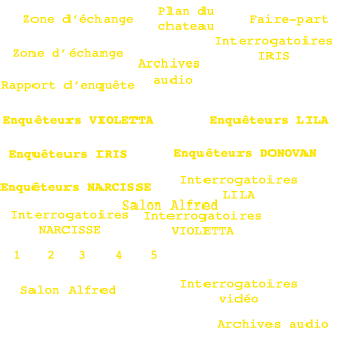 Zone d'échange
Plan du
chateau
Faire-part
Interrogatoires
IRIS
Zone d'échange
Archives
audio
Rapport d'enquête
Enquêteurs VIOLETTA
Enquêteurs LILA
Enquêteurs IRIS
Enquêteurs DONOVAN
Enquêteurs NARCISSE
Interrogatoires
LILA
Salon Alfred
Interrogatoires
NARCISSE
Interrogatoires
VIOLETTA
1 2 3 4 5
Salon Alfred
Interrogatoires
vidéo
Archives audio